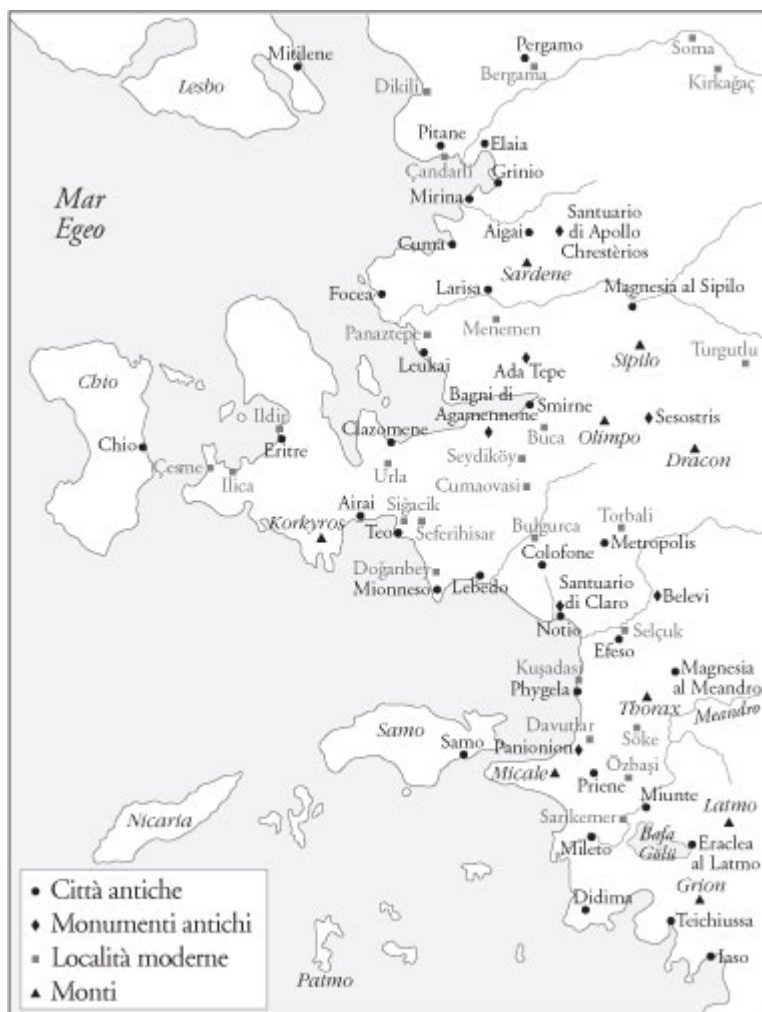 Mitilene
Pergamo
Soma
Bergama
Lesbo
Dikili
Kirkağaç
Pitane
Elaia
Çandarli
Grinio
Mar
Egeo
Mirina
Santuario
di Apollo
Chrestèrios
Aigai
Cuma
Sardene
Focea
Larisa
Magnesia al Sipilo
Menemen
Panaztepe
Leukai
Ada Tepe
Sipilo
Turgutlu
Chio
Bagni di
Agamennone
Smirne
Ildir
Clazomene
Sesostris
Chio
Eritre
Buca
Olimpo
Dracon
Çesme
Ilica
Urla
Seydiköy
Cumaovasi
Airai
Siğacik
Korkyros
Teo
Seferihisar
Bulgurca
Torbali
Colofone
Metropolis
Doğanbey
Mionneso
Lebedo
Santuario
di Claro
Belevi
Notio
Selçuk
Efeso
Kuşadasi
Phygela
Magnesia
al Meandro
Thorax
Meandro
Samo
Samo
Davutlar
Söke
Panionion
Micale
Özbaşi
Priene
Miunte
Nicaria
Sarikemer
Latmo
Mileto
Bafa
Gölü
Eraclea
al Latmo
Grion
Didima
Teichiussa
Patmo
Iaso
Città antiche
Monumenti antichi
Località moderne
Monti